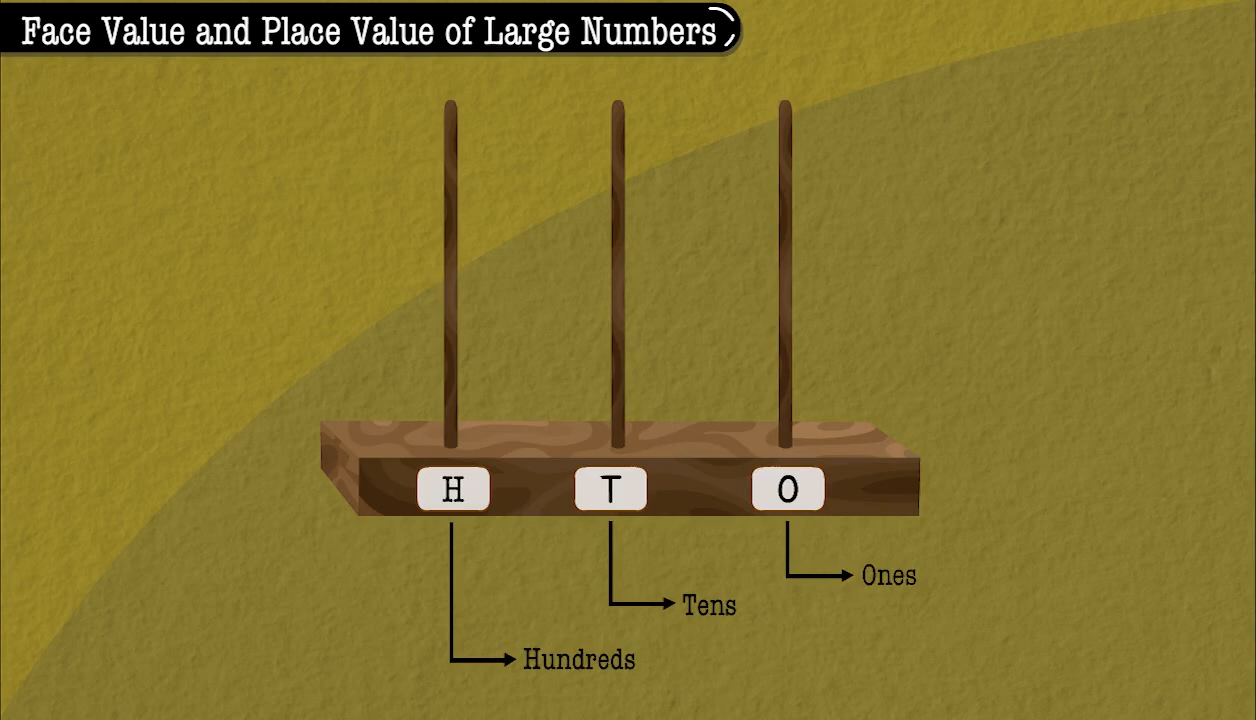 Face Value and Place Value of Large Numbers
H T O
Ones
Tens
Hundreds